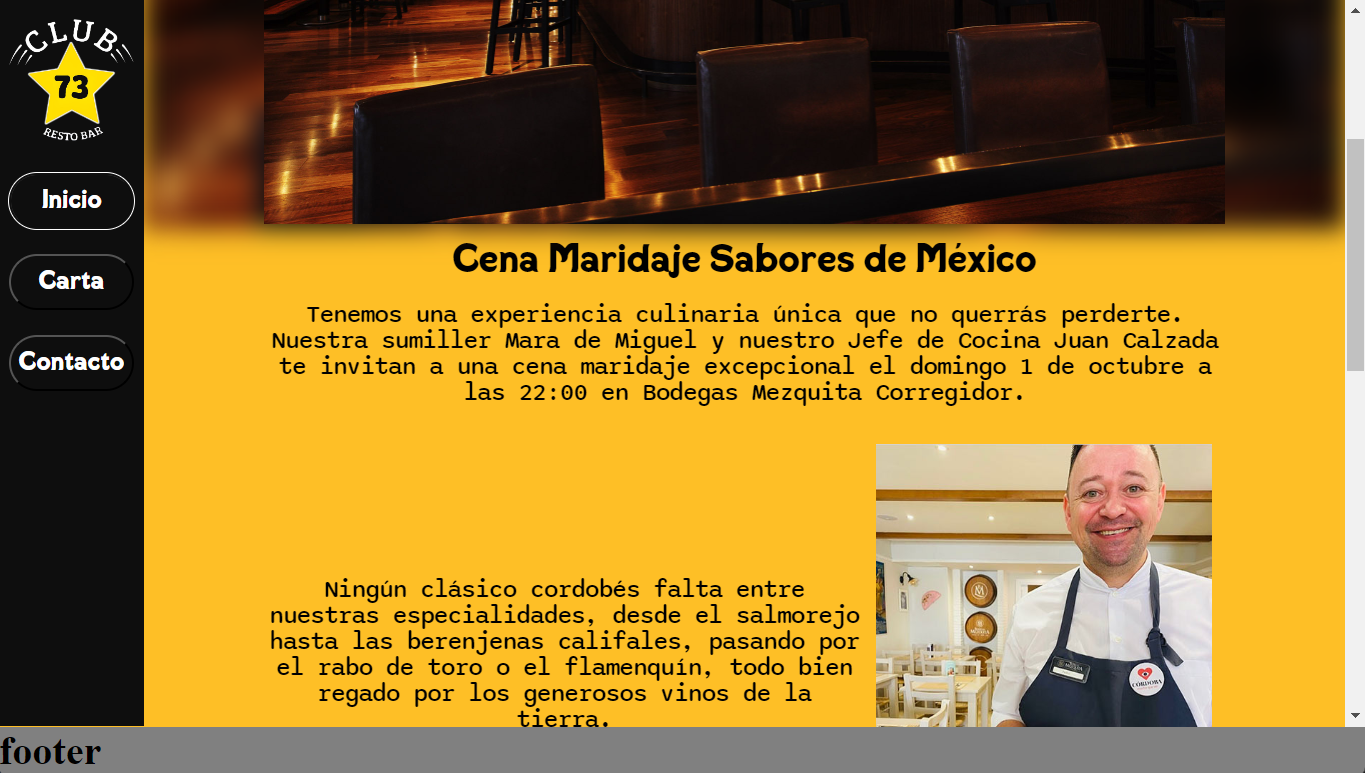 CLUB
73
RESTO BAR
Inicio
Carta
Contacto
Cena Maridaje Sabores de México
Tenemos una experiencia culinaria única que no querrás perderte.
Nuestra sumiller Mara de Miguel y nuestro Jefe de Cocina Juan Calzada
te invitan a una cena maridaje excepcional el domingo 1 de octubre a
las 22:00 en Bodegas Mezquita Corregidor.
Ningún clásico cordobés falta entre
nuestras especialidades, desde el salmorejo
hasta las berenjenas califales, pasando por
el rabo de toro o el flamenquín, todo bien
regado por los generosos vinos de la
tierra.
CÓRDOBA
footer